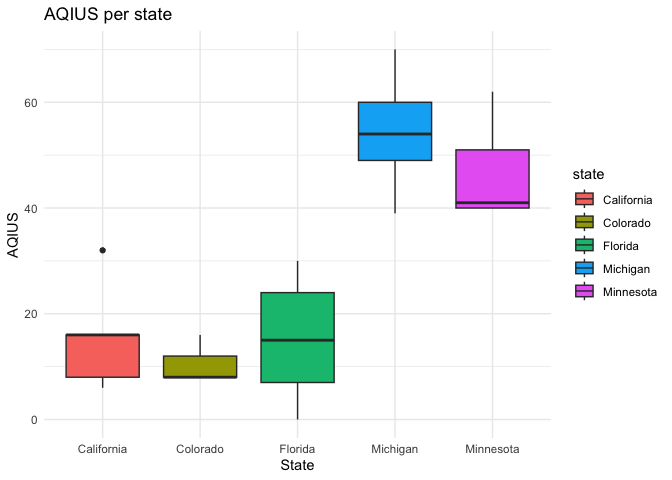 AQIUS per state
AQIUS
60
40
20
0
California
Colorado
Florida
Michigan
Minnesota
State
state
California
Colorado
Florida
Michigan
Minnesota